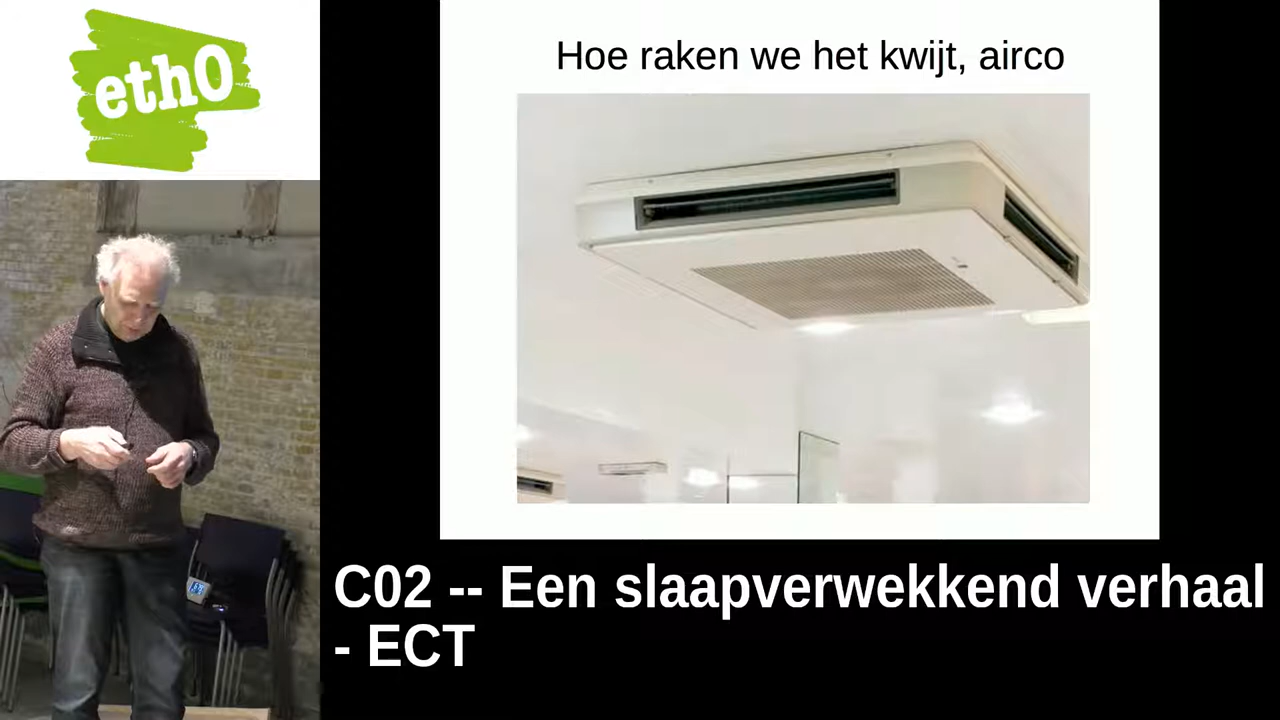 eth0
Hoe raken we het kwijt, airco
C02 -- Een slaapverwekkend verhaal
- ECT